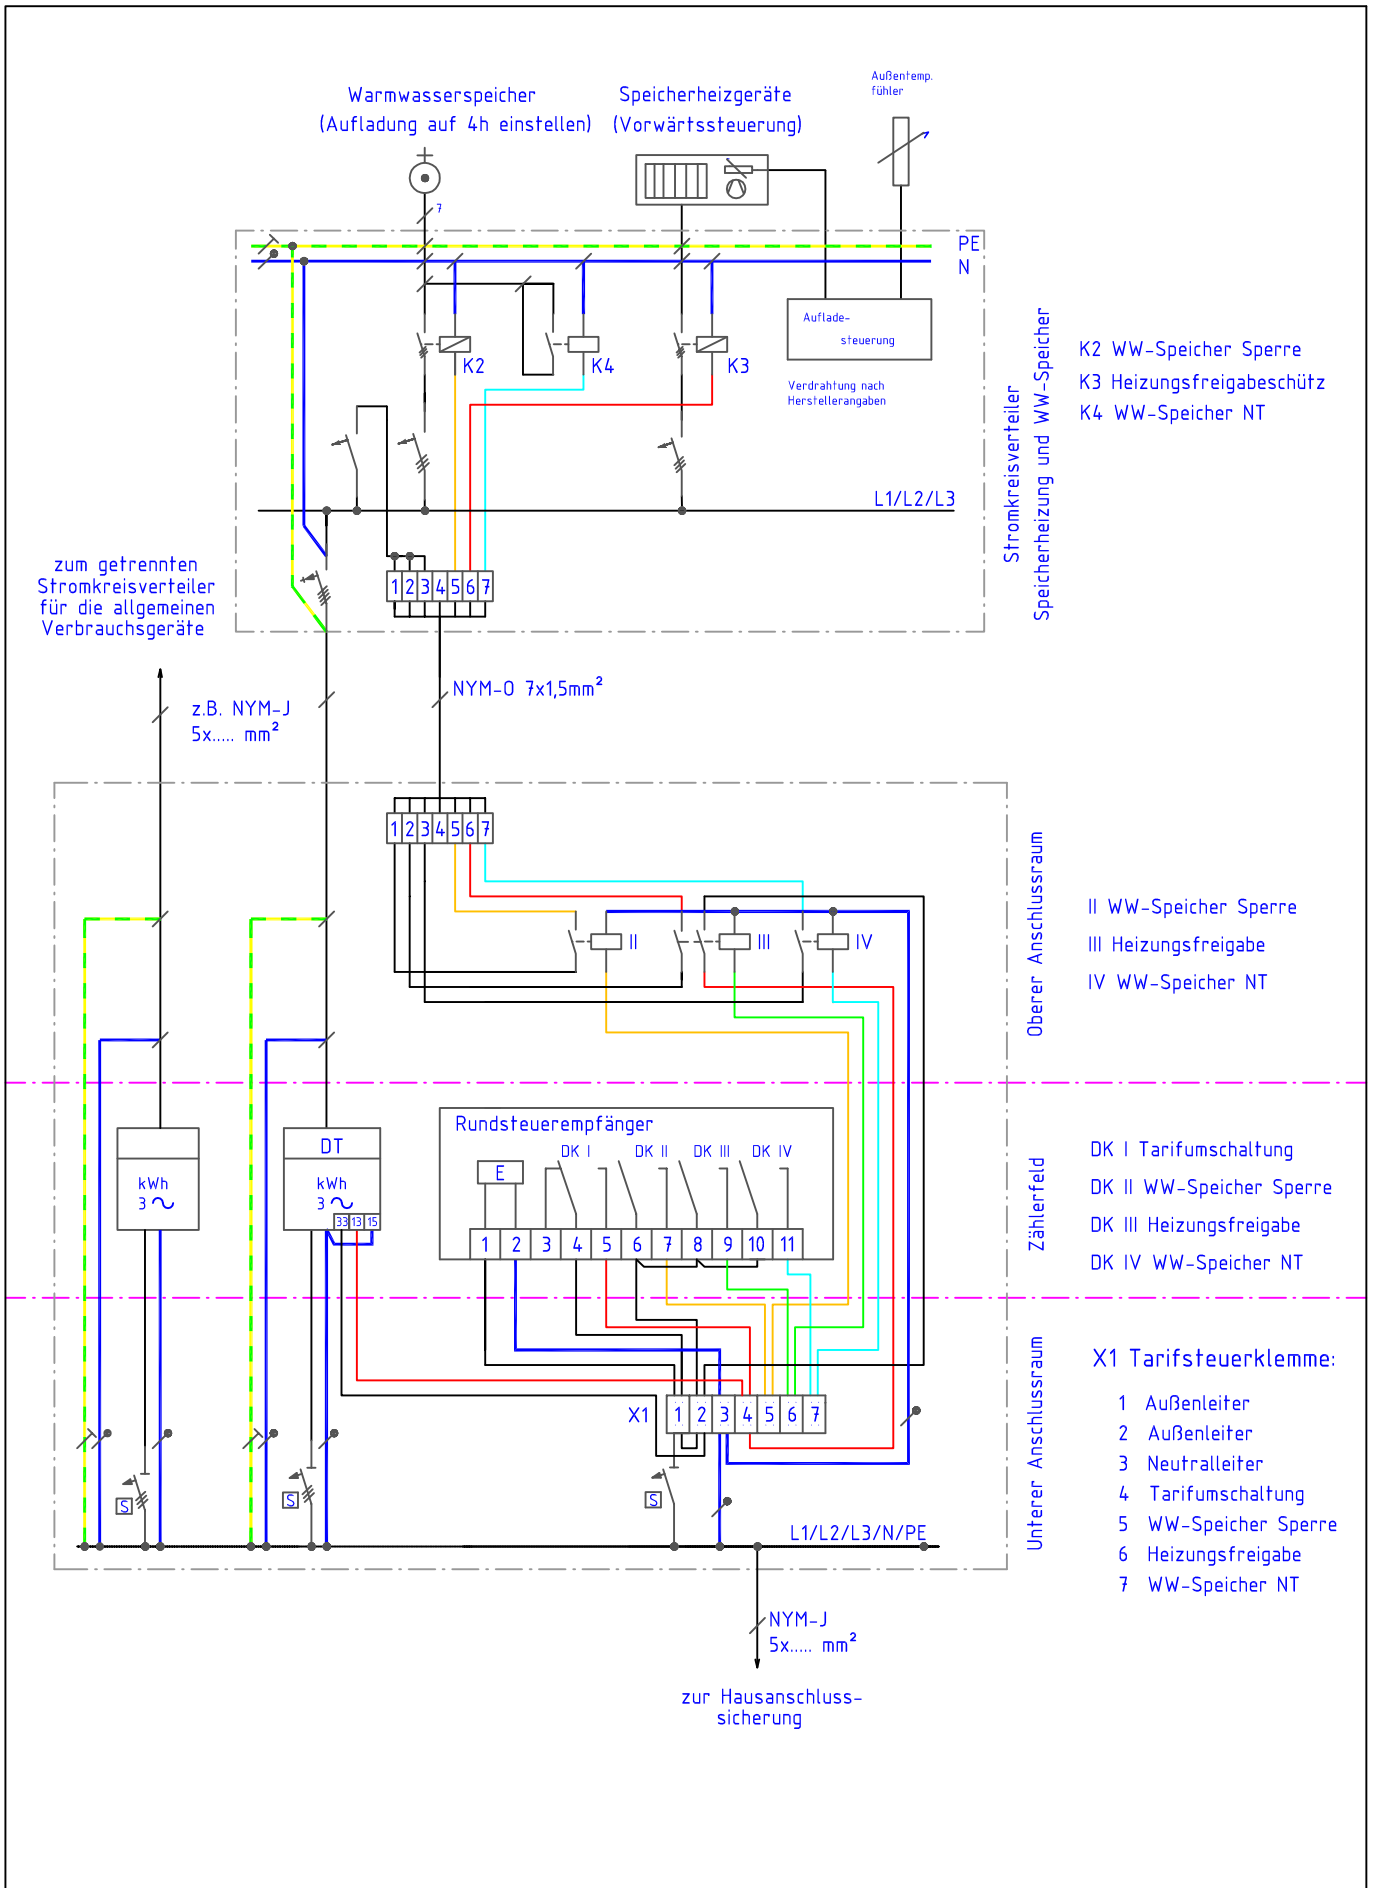 Außentemp.
fühler
Warmwasserspeicher
(Aufladung auf 4h einstellen)
Speicherheizgeräte
(Vorwärtssteuerung)
7
PE
N
Auflade-
steuerung
K2
K4
K3
Verdrahtung nach
Herstellerangaben
L1/L2/L3
Stromkreisverteiler
Speicherheizung und WW-Speicher
K2 WW-Speicher Sperre
K3 Heizungsfreigabeschütz
K4 WW-Speicher NT
zum getrennten
Stromkreisverteiler
für die allgemeinen
Verbrauchsgeräte
1 2 3 4 5 6 7
NYM-O 7x1,5mm²
z.B. NYM-J
5x..... mm²
1 2 3 4 5 6 7
II
III
IV
Oberer Anschlussraum
II WW-Speicher Sperre
III Heizungsfreigabe
IV WW-Speicher NT
kWh
3
DT
kWh
3
33 13 15
Rundsteuerempfänger
E
DK I
DK II
DK III
DK IV
1 2 3 4 5 6 7 8 9 10 11
Zählerfeld
DK I Tarifumschaltung
DK II WW-Speicher Sperre
DK III Heizungsfreigabe
DK IV WW-Speicher NT
X1
1 2 3 4 5 6 7
S
S
S
L1/L2/L3/N/PE
Unterer Anschlussraum
X1 Tarifsteuerklemme:
1 Außenleiter
2 Außenleiter
3 Neutralleiter
4 Tarifumschaltung
5 WW-Speicher Sperre
6 Heizungsfreigabe
7 WW-Speicher NT
NYM-J
5x..... mm²
zur Hausanschluss-
sicherung